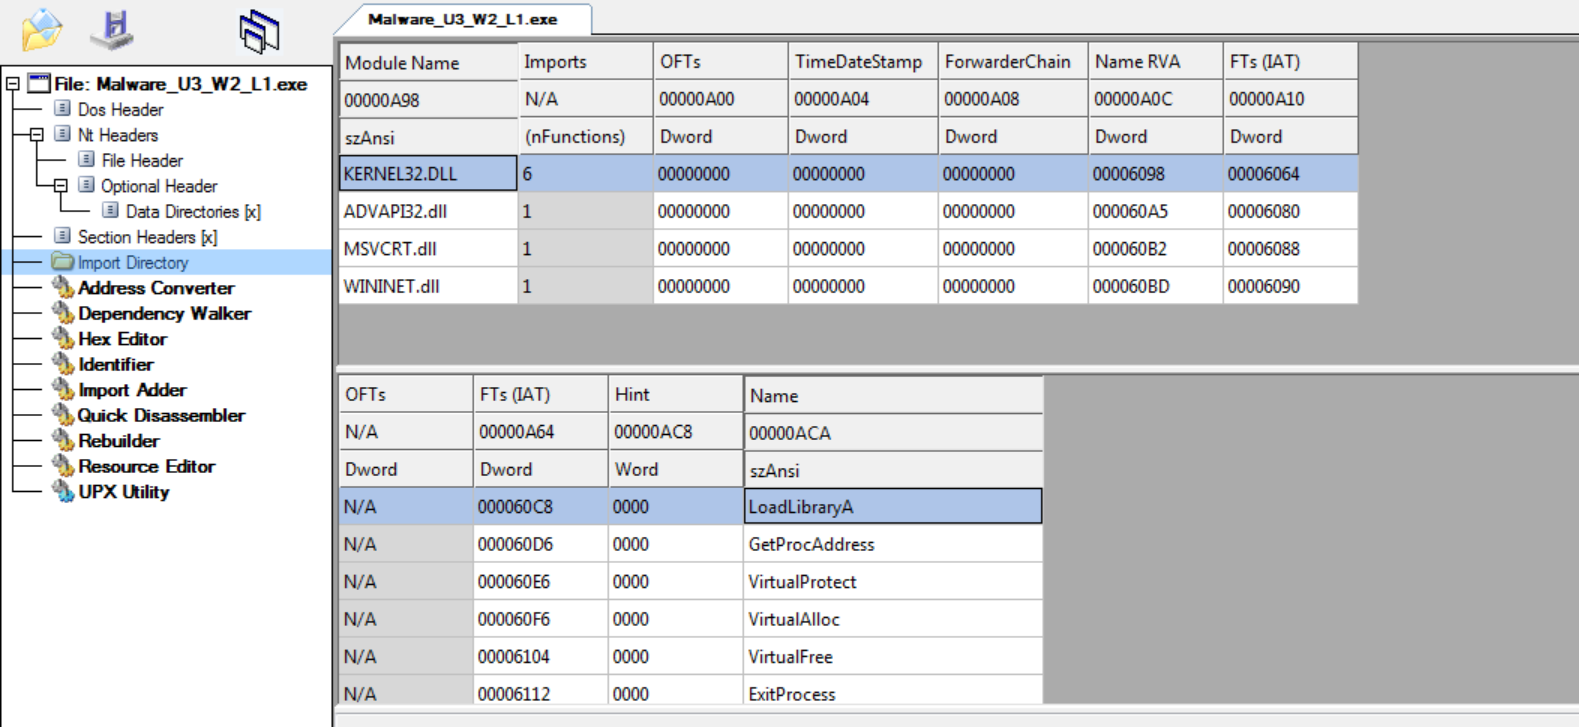 Malware_U3_W2_L1.exe
File: Malware_U3_W2_L1.exe
Dos Header
Nt Headers
File Header
Optional Header
Data Directories [x]
Section Headers [x]
Import Directory
Address Converter
Dependency Walker
Hex Editor
Identifier
Import Adder
Quick Disassembler
Rebuilder
Resource Editor
UPX Utility
Module Name Imports OFTs TimeDateStamp ForwarderChain Name RVA FTs (IAT)
00000A98 N/A 00000A00 00000A04 00000A08 00000A0C 00000A10
szAnsi (nFunctions) Dword Dword Dword Dword Dword
KERNEL32.DLL 6 00000000 00000000 00000000 00006098 00006064
ADVAPI32.dll 1 00000000 00000000 00000000 000060A5 00006080
MSVCRT.dll 1 00000000 00000000 00000000 000060B2 00006088
WININET.dll 1 00000000 00000000 00000000 000060BD 00006090
OFTs FTs (IAT) Hint Name
N/A 00000A64 00000AC8 00000ACA
Dword Dword Word szAnsi
N/A 000060C8 0000 LoadLibraryA
N/A 000060D6 0000 GetProcAddress
N/A 000060E6 0000 VirtualProtect
N/A 000060F6 0000 VirtualAlloc
N/A 00006104 0000 VirtualFree
N/A 00006112 0000 ExitProcess